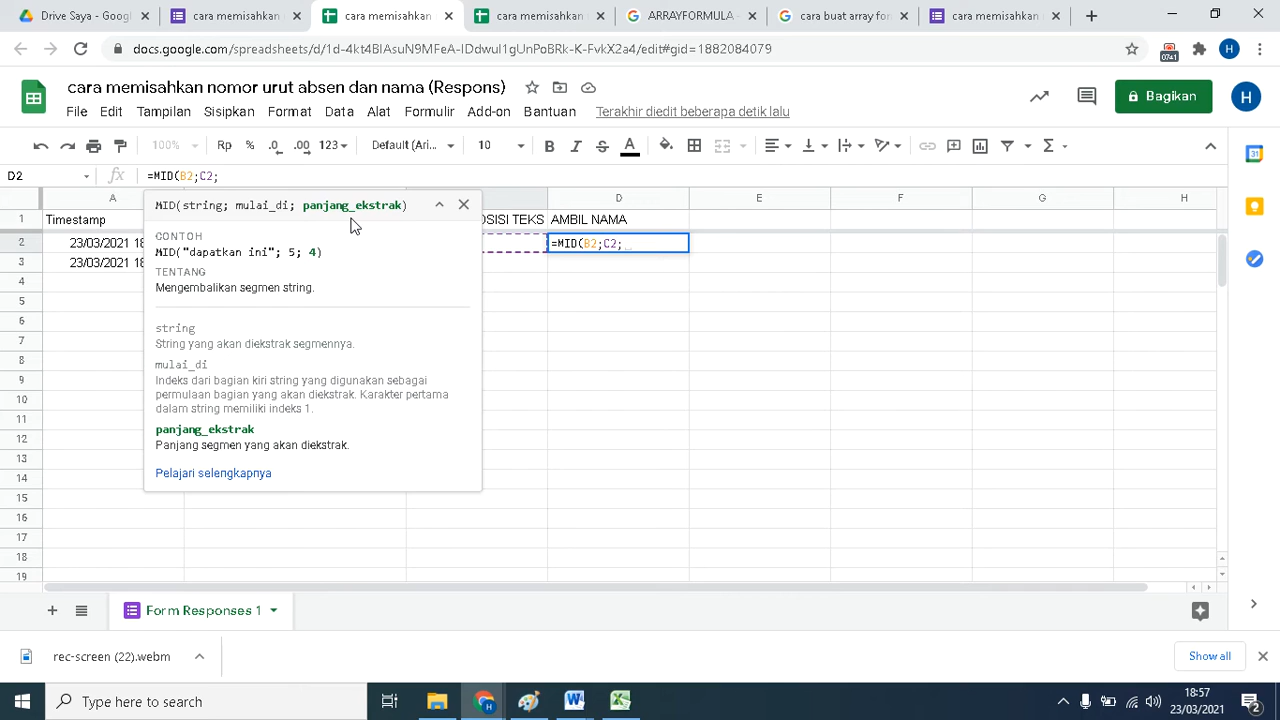 Drive Saya - Goo
cara memisahkan
cara memisahkan
cara memisahkan
ARRAYFORMULA
cara buat array fo
cara memisahkan
docs.google.com/spreadsheets/d/1d-4kt4BIAsuN9MFeA-IDdwuI1gUnPoBRk-K-FvkX2a4/edit#gid=1882084079
0741
H
cara memisahkan nomor urut absen dan nama (Respons)
File Edit Tampilan Sisipkan Format Data Alat Formulir Add-on Bantuan Terakhir diedit beberapa detik lalu
Bagikan
H
100% Rp % .0 .00 123 Default (Ari... 10 B I S A
D2 fx =MID(B2;C2;
MID(string; mulai_di; panjang_ekstrak)
A D E F G H
1 Timestamp OSISI TEKS AMBIL NAMA
2 23/03/2021 18 =MID(B2;C2;
3 23/03/2021 18
CONTOH
MID("dapatkan ini"; 5; 4)
TENTANG
Mengembalikan segmen string.
string
String yang akan diekstrak segmennya.
mulai_di
Indeks dari bagian kiri string yang digunakan sebagai
permulaan bagian yang akan diekstrak. Karakter pertama
dalam string memiliki indeks 1.
panjang_ekstrak
Panjang segmen yang akan diekstrak.
Pelajari selengkapnya
4
5
6
7
8
9
10
11
12
13
14
15
16
17
18
19
Form Responses 1
31
rec-screen (22).webm
Show all
Type here to search
18:57
23/03/2021
2